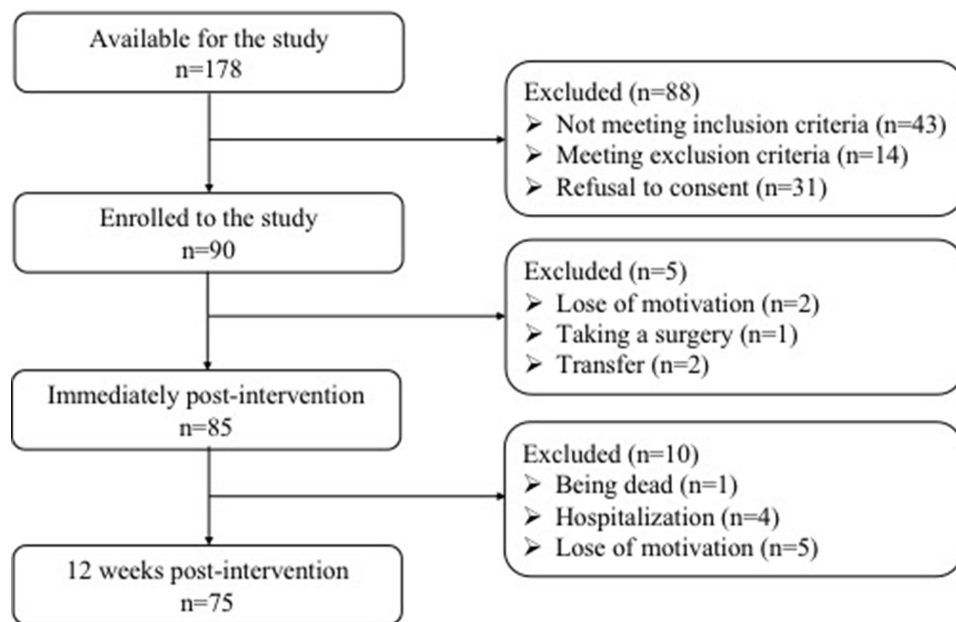 Available for the study
n=178
Excluded (n=88)
➤ Not meeting inclusion criteria (n=43)
➤ Meeting exclusion criteria (n=14)
➤ Refusal to consent (n=31)
Enrolled to the study
n=90
Excluded (n=5)
➤ Lose of motivation (n=2)
➤ Taking a surgery (n=1)
➤ Transfer (n=2)
Immediately post-intervention
n=85
Excluded (n=10)
➤ Being dead (n=1)
➤ Hospitalization (n=4)
➤ Lose of motivation (n=5)
12 weeks post-intervention
n=75